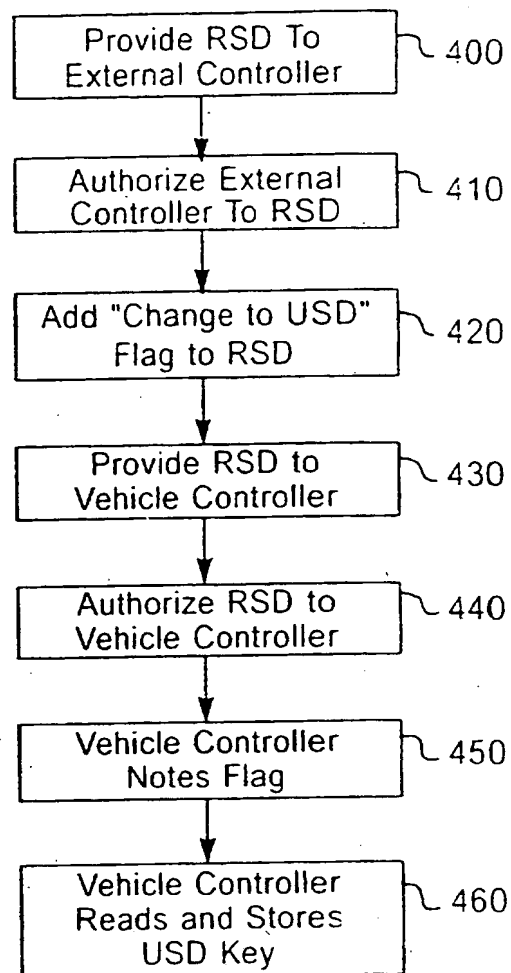 Provide RSD To
External Controller
400
Authorize External
Controller To RSD
410
Add "Change to USD"
Flag to RSD
420
Provide RSD to
Vehicle Controller
430
Authorize RSD to
Vehicle Controller
440
Vehicle Controller
Notes Flag
450
Vehicle Controller
Reads and Stores
USD Key
460